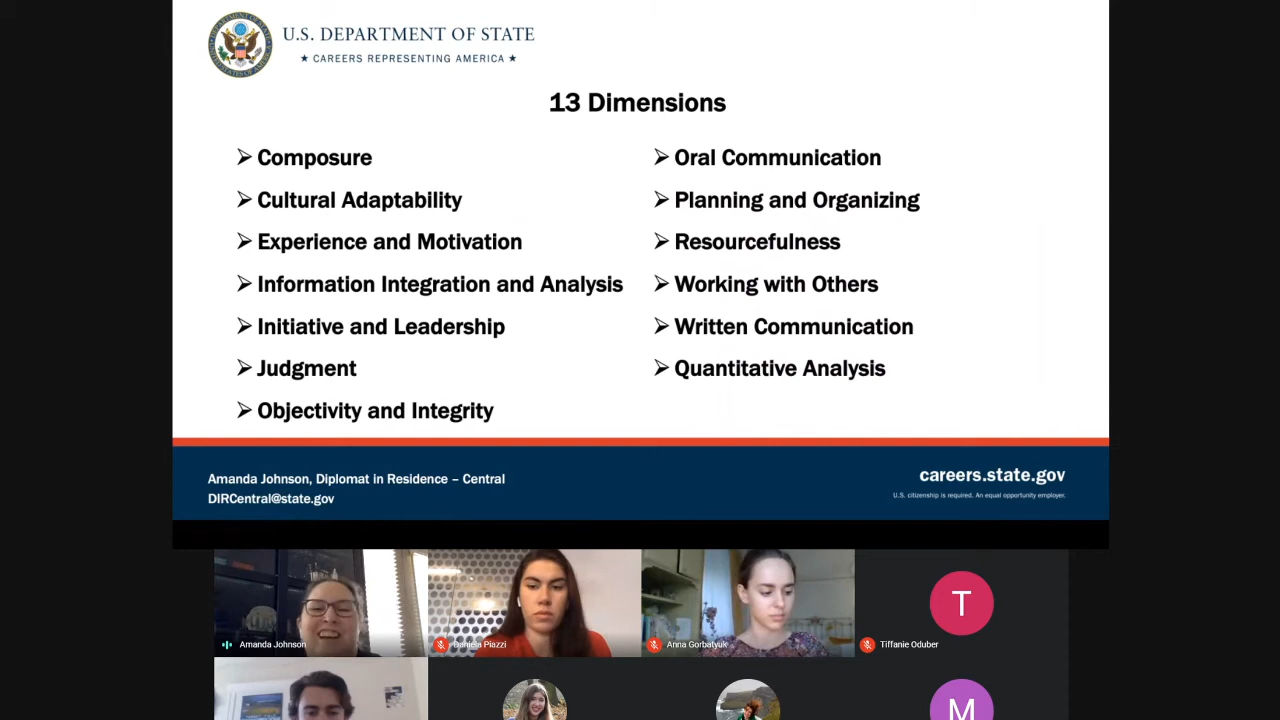 U.S. DEPARTMENT OF STATE
★ CAREERS REPRESENTING AMERICA ★
13 Dimensions
➢ Composure
➢ Cultural Adaptability
➢ Experience and Motivation
➢ Information Integration and Analysis
➢ Initiative and Leadership
➢ Judgment
➢ Objectivity and Integrity
➢ Oral Communication
➢ Planning and Organizing
➢ Resourcefulness
➢ Working with Others
➢ Written Communication
➢ Quantitative Analysis
Amanda Johnson, Diplomat in Residence – Central
DIRCentral@state.gov
careers.state.gov
U.S. citizenship is required. An equal opportunity employer.
Amanda Johnson
Daniela Piazzi
Anna Gorbatyuk
T
Tiffanie Oduber
M